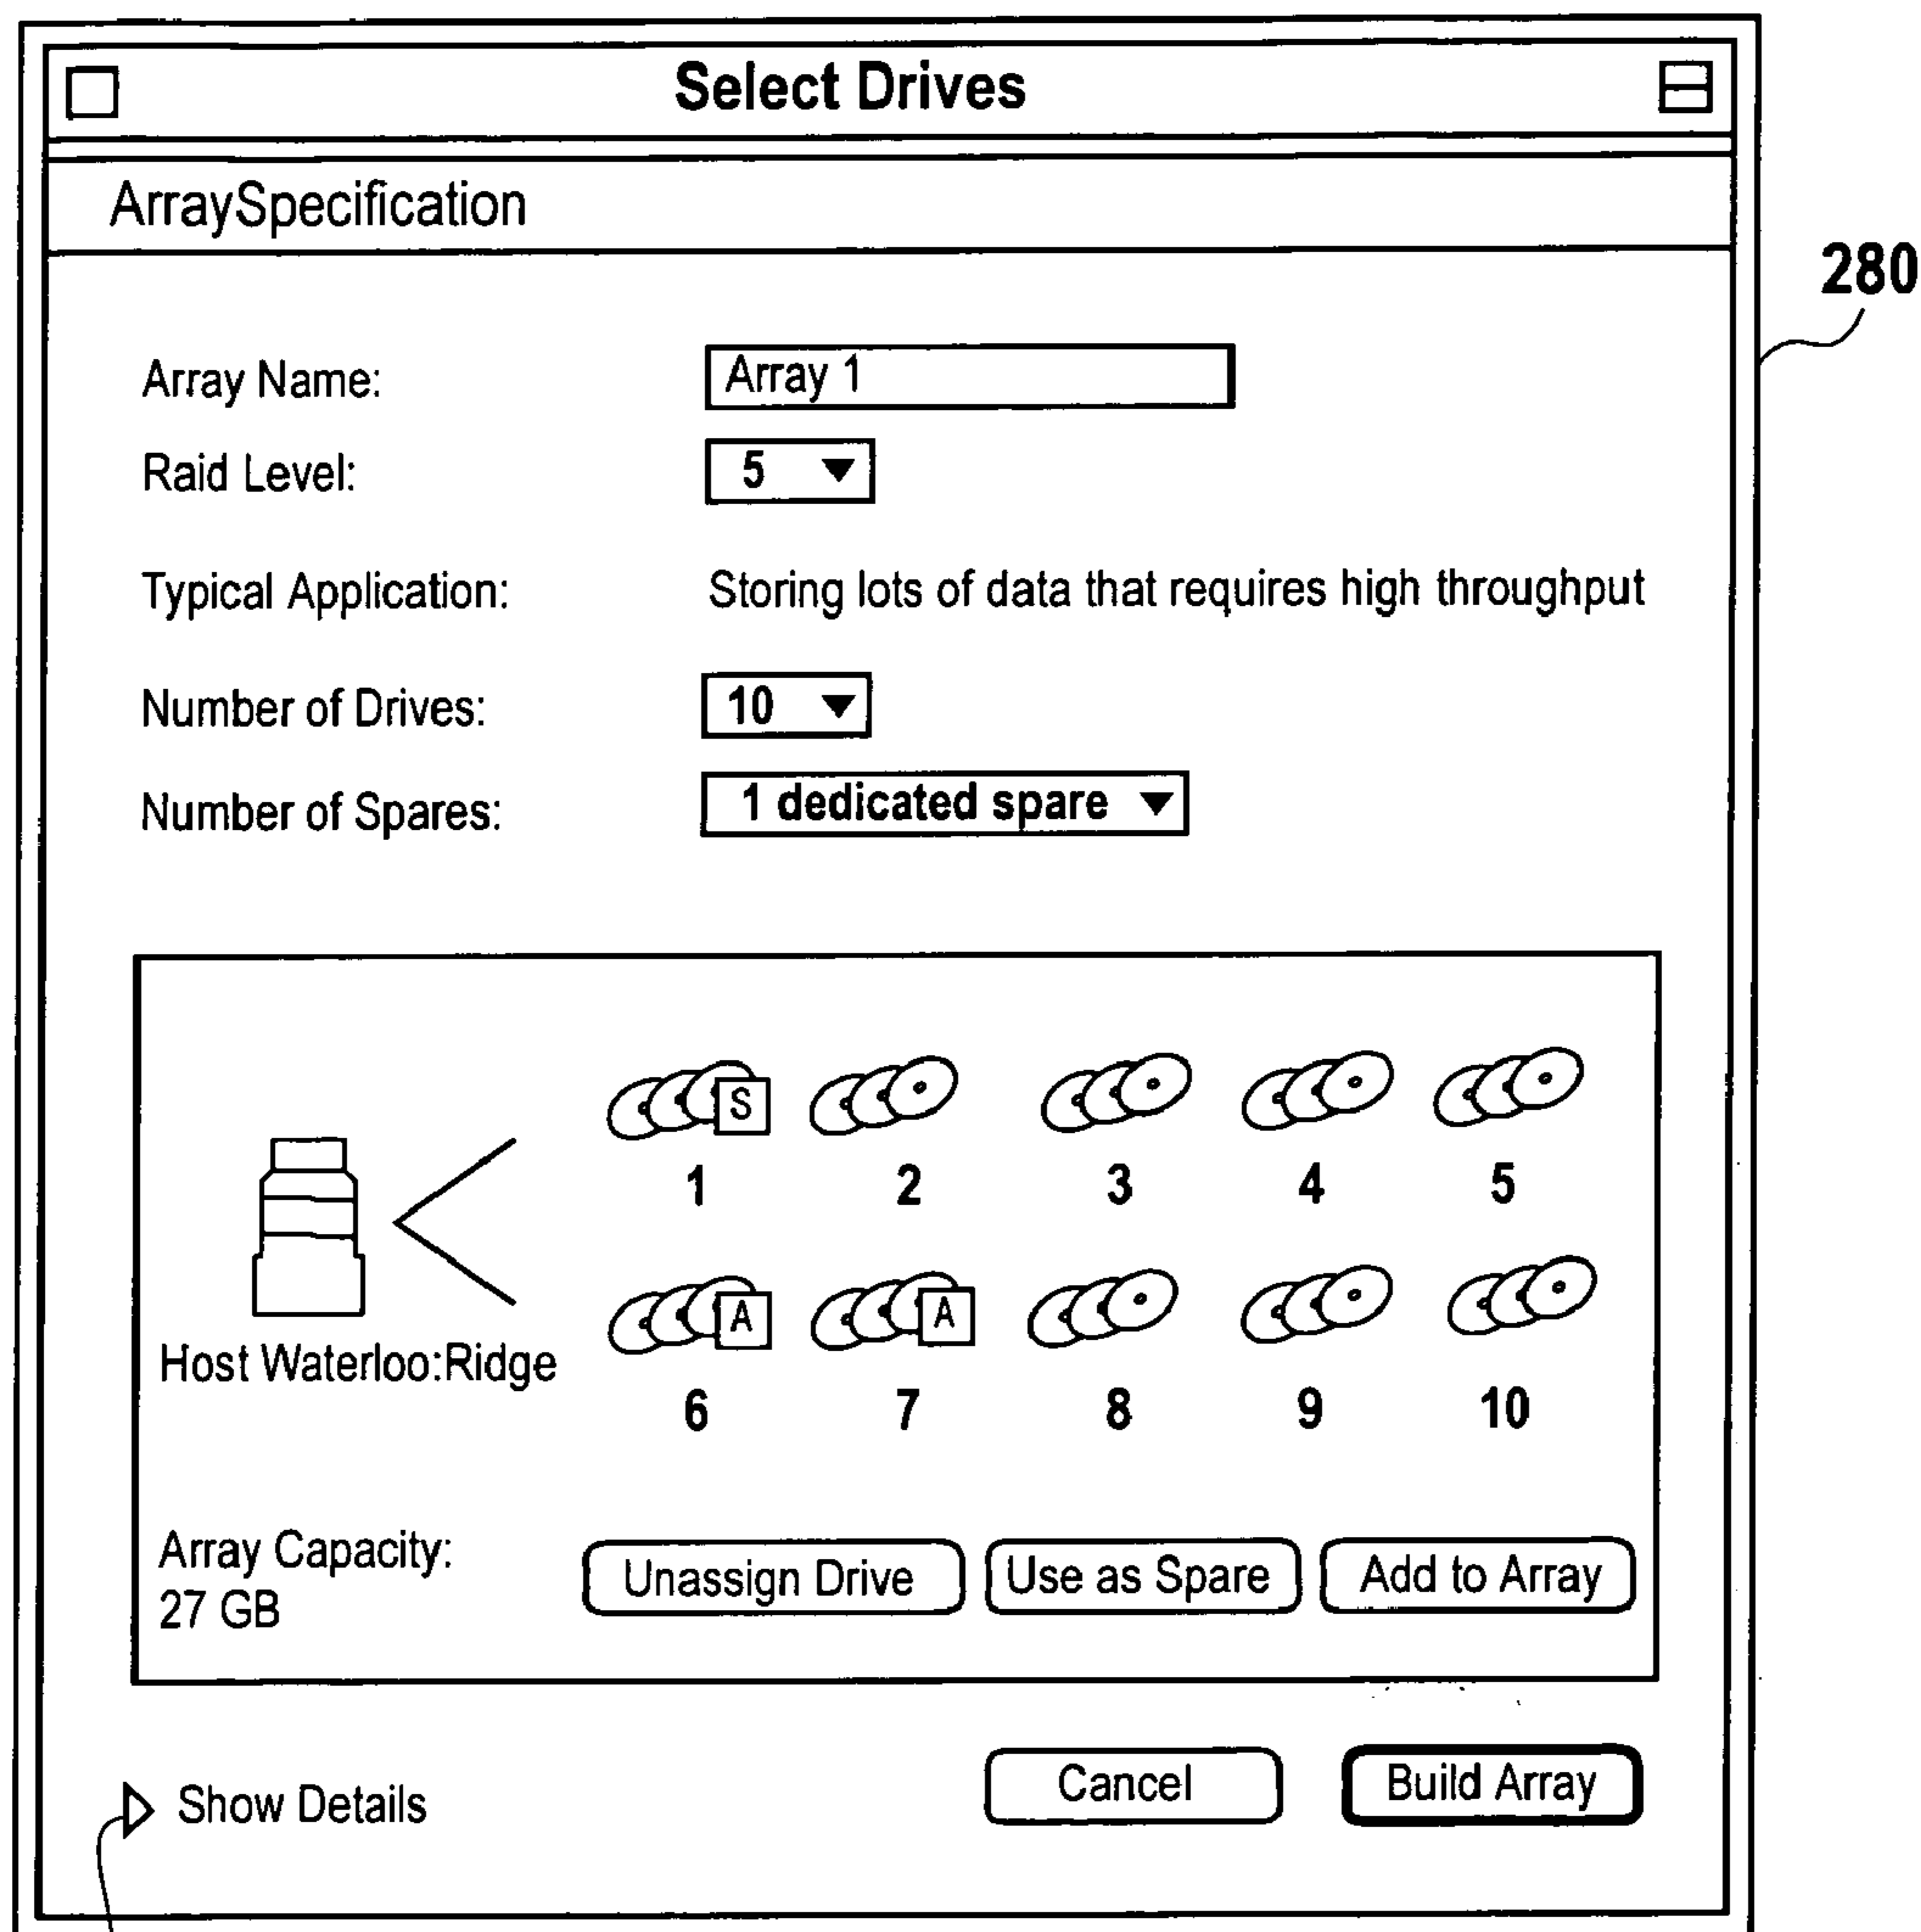 Select Drives
ArraySpecification
280
Array Name: Array 1
Raid Level: 5
Typical Application: Storing lots of data that requires high throughput
Number of Drives: 10
Number of Spares: 1 dedicated spare
S
1 2 3 4 5
A A
Host Waterloo:Ridge
6 7 8 9 10
Array Capacity:
27 GB
Unassign Drive Use as Spare Add to Array
Show Details Cancel Build Array